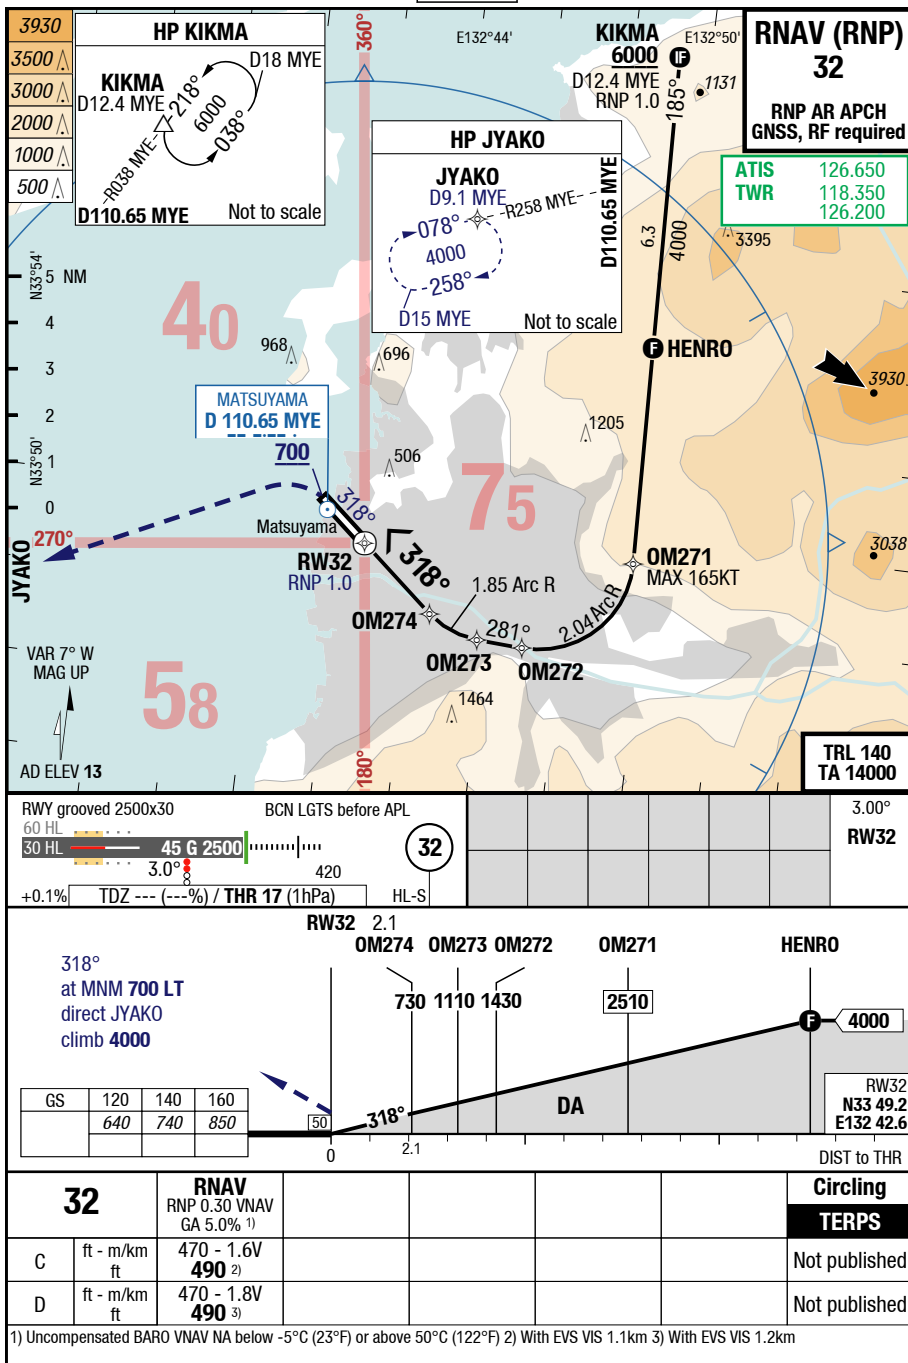 3930
3500
3000
2000
1000
500
HP KIKMA
KIKMA
D12.4 MYE
D18 MYE
218°
6000
038°
R038 MYE
D110.65 MYE
Not to scale
360°
E132°44'
KIKMA
6000
D12.4 MYE
RNP 1.0
IF
E132°50'
185°
1131
RNAV (RNP)
32
RNP AR APCH
GNSS, RF required
ATIS 126.650
TWR 118.350
126.200
HP JYAKO
JYAKO
D9.1 MYE
R258 MYE
078°
4000
258°
D15 MYE
D110.65 MYE
Not to scale
6.3
4000
3395
N33°54'
5 NM
4
3
2
1
0
N33°50'
40
968
696
F HENRO
3930
MATSUYAMA
D 110.65 MYE
700
506
1205
75
318°
Matsuyama
270°
JYAKO
RW32
RNP 1.0
318°
1.85 Arc R
OM271
MAX 165KT
3038
OM274
281°
2.04 Arc R
OM273
OM272
VAR 7° W
MAG UP
58
1464
AD ELEV 13
180°
TRL 140
TA 14000
RWY grooved 2500x30
BCN LGTS before APL
60 HL
30 HL
45 G 2500
3.0°
420
+0.1%
TDZ --- (---%) / THR 17 (1hPa)
HL-S
32
3.00°
RW32
RW32 2.1
OM274 OM273 OM272 OM271 HENRO
318°
at MNM 700 LT
direct JYAKO
climb 4000
730 1110 1430 2510
F 4000
GS 120 140 160
640 740 850
50
318°
DA
RW32
N33 49.2
E132 42.6
0
2.1
DIST to THR
32
RNAV
RNP 0.30 VNAV
GA 5.0% 1)
Circling
TERPS
C ft - m/km 470 - 1.6V Not published
ft 490 2)
D ft - m/km 470 - 1.8V Not published
ft 490 3)
1) Uncompensated BARO VNAV NA below -5°C (23°F) or above 50°C (122°F) 2) With EVS VIS 1.1km 3) With EVS VIS 1.2km